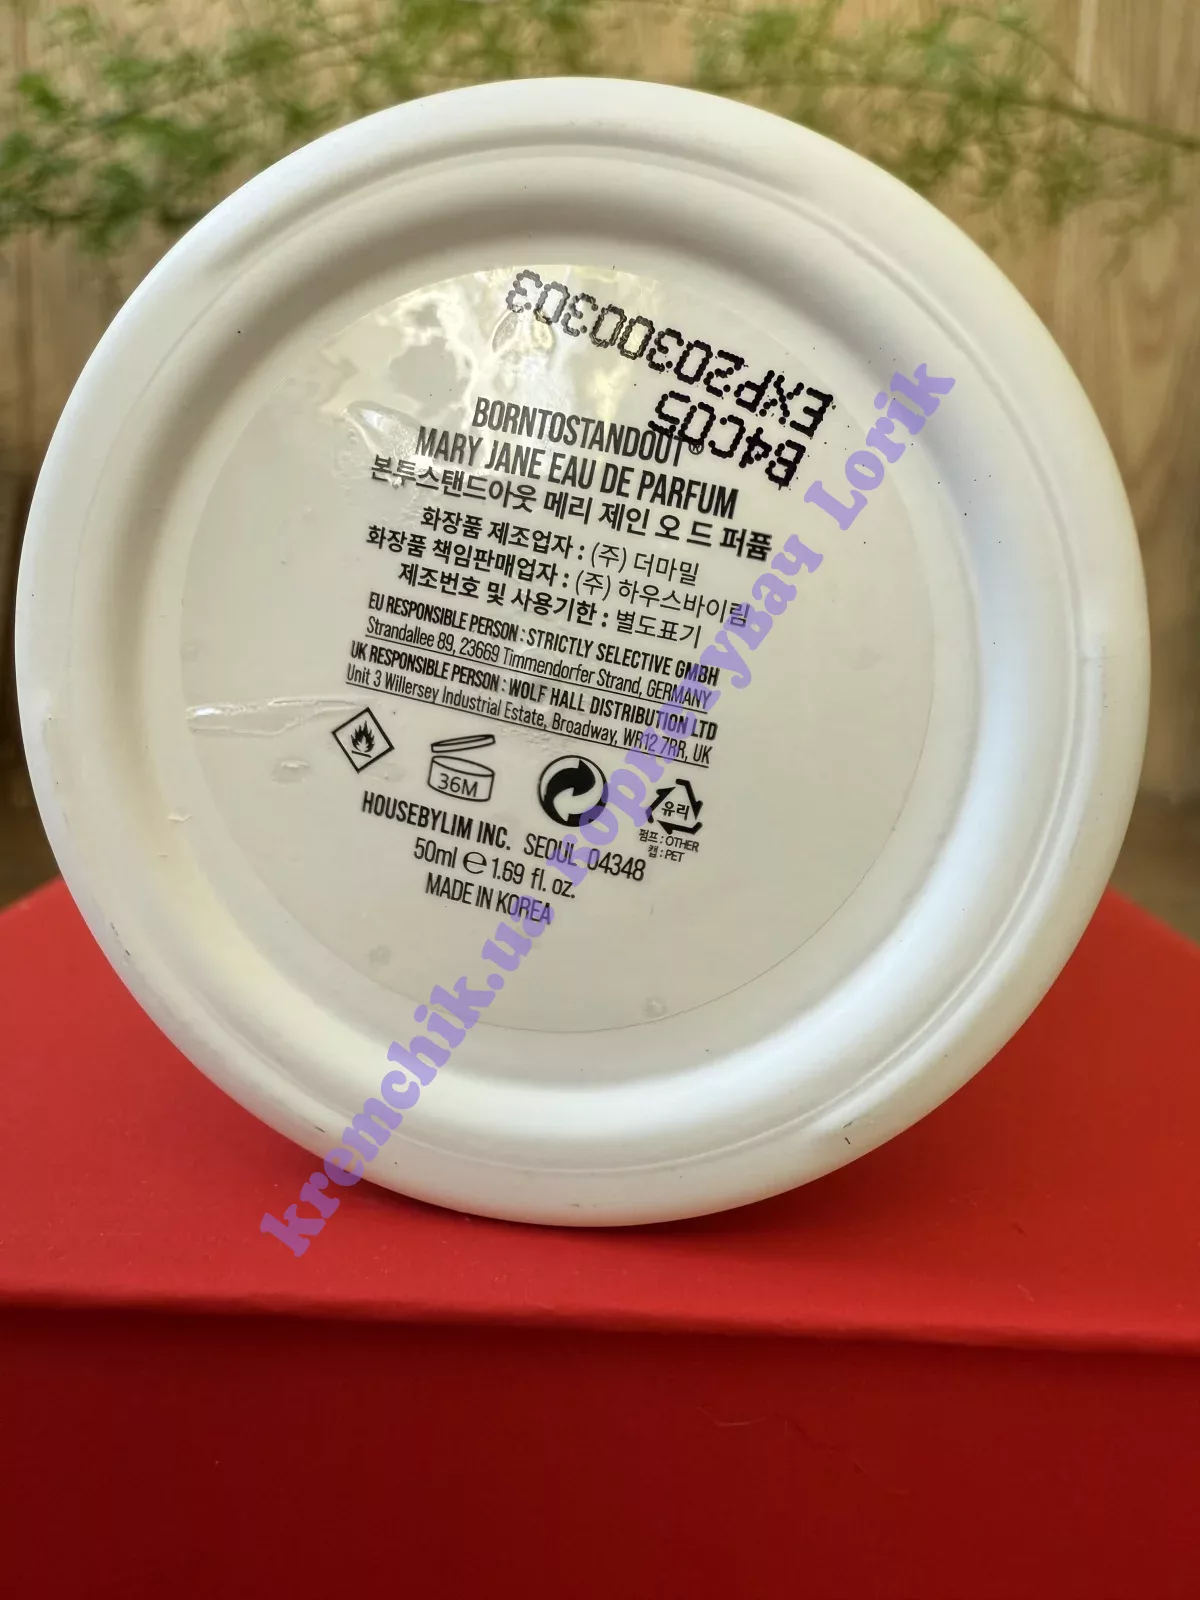 B4C05
EXP20300303
BORNTOSTANDOUT®
MARY JANE EAU DE PARFUM
본투스탠드아웃 메리 제인 오 드 퍼퓸
화장품 제조업자 : (주) 더마밀
화장품 책임판매업자 : (주) 하우스바이림
제조번호 및 사용기한 : 별도표기
EU RESPONSIBLE PERSON : STRICTLY SELECTIVE GMBH
Strandallee 89, 23669 Timmendorfer Strand, GERMANY
UK RESPONSIBLE PERSON : WOLF HALL DISTRIBUTION LTD
Unit 3 Willersey Industrial Estate, Broadway, WR12 7RR, UK
36M
유리
펌프 : OTHER
캡 : PET
HOUSEBYLIM INC. SEOUL 04348
50ml ℮ 1.69 fl. oz.
MADE IN KOREA
kremchik.ua Lorik